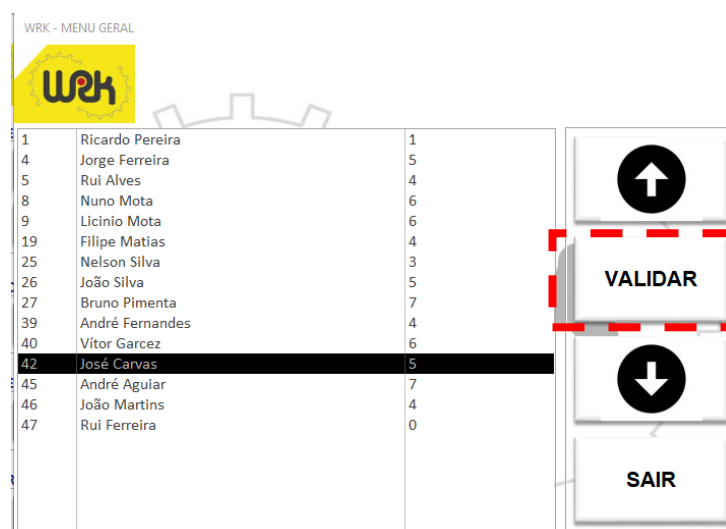 WRK - MENU GERAL
WRK
1 Ricardo Pereira 1
4 Jorge Ferreira 5
5 Rui Alves 4
8 Nuno Mota 6
9 Licinio Mota 6
19 Filipe Matias 4
25 Nelson Silva 3
26 João Silva 5
27 Bruno Pimenta 7
39 André Fernandes 4
40 Vítor Garcez 6
42 José Carvas 5
45 André Aguiar 7
46 João Martins 4
47 Rui Ferreira 0
VALIDAR
SAIR